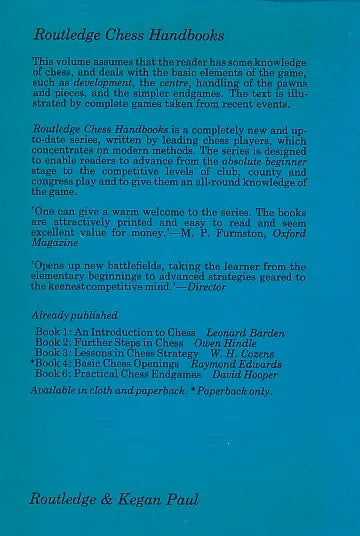 Routledge Chess Handbooks
This volume assumes that the reader has some knowledge
of chess, and deals with the basic elements of the game,
such as development, the centre, handling of the pawns
and pieces, and the simpler endgames. The text is illu-
strated by complete games taken from recent events.
Routledge Chess Handbooks is a completely new and up-
to-date series, written by leading chess players, which
concentrates on modern methods. The series is designed
to enable readers to advance from the absolute beginner
stage to the competitive levels of club, county and
congress play and to give them an all-round knowledge of
the game.
'One can give a warm welcome to the series. The books
are attractively printed and easy to read and seem
excellent value for money.'—M. P. Furmston, Oxford
Magazine
'Opens up new battlefields, taking the learner from the
elementary beginnings to advanced strategies geared to
the keenest competitive mind.'—Director
Already published
Book 1: An Introduction to Chess Leonard Barden
Book 2: Further Steps in Chess Owen Hindle
Book 3: Lessons in Chess Strategy W. H. Cozens
*Book 4: Basic Chess Openings Raymond Edwards
Book 6: Practical Chess Endgames David Hooper
Available in cloth and paperback. *Paperback only.
Routledge & Kegan Paul